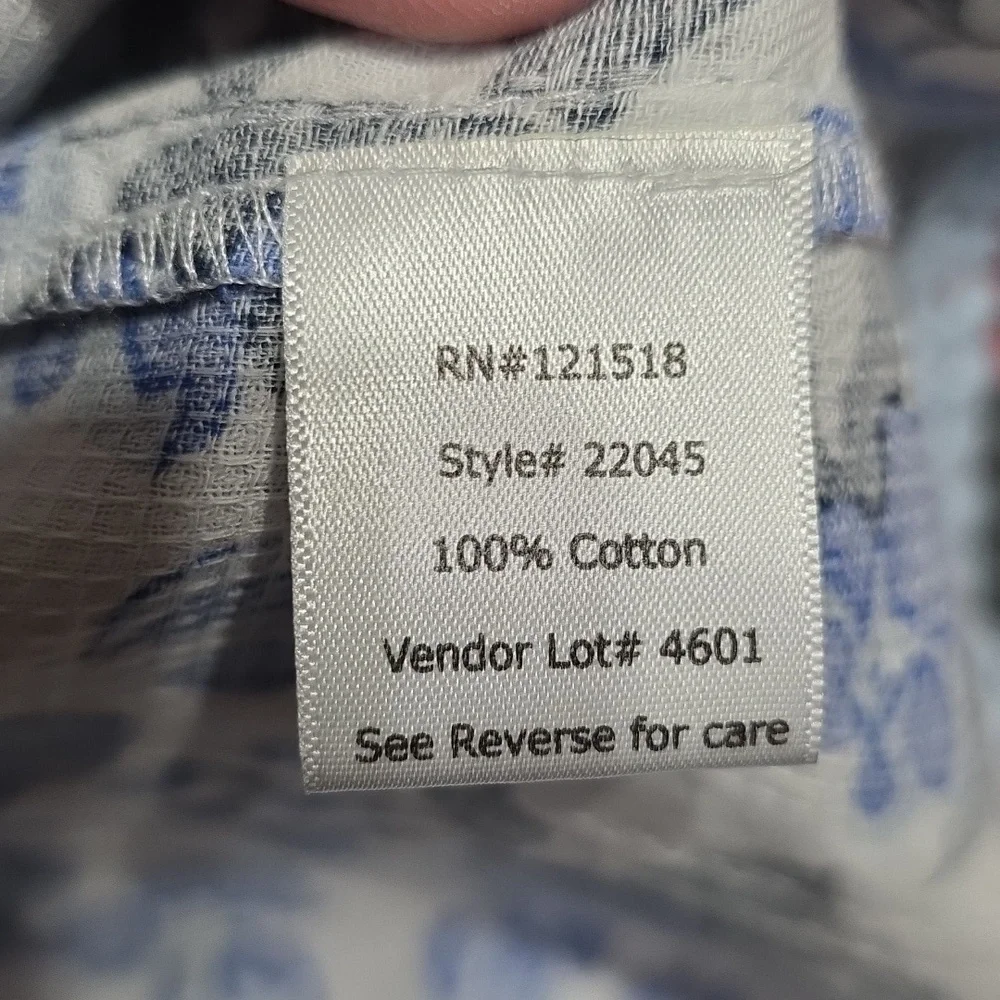 RN#121518
Style# 22045
100% Cotton
Vendor Lot# 4601
See Reverse for care